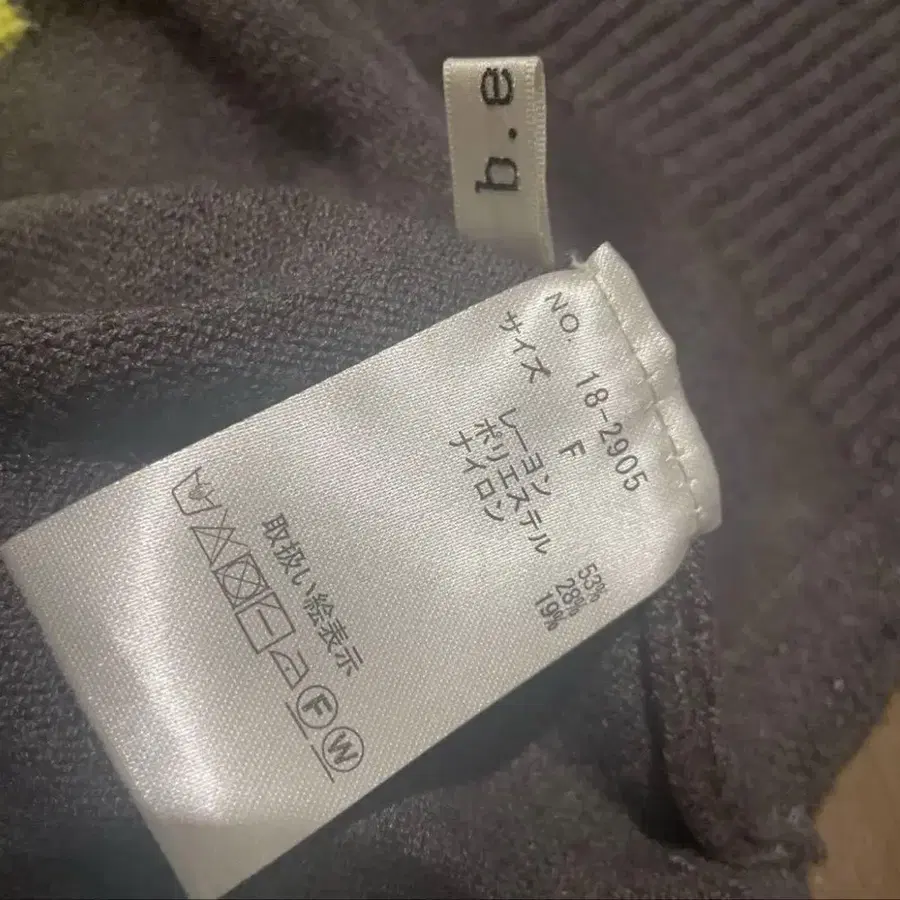 b.e
NO. 18-2905
サイズ F
レーヨン 53%
ポリエステル 28%
ナイロン 19%
取扱い絵表示
F W